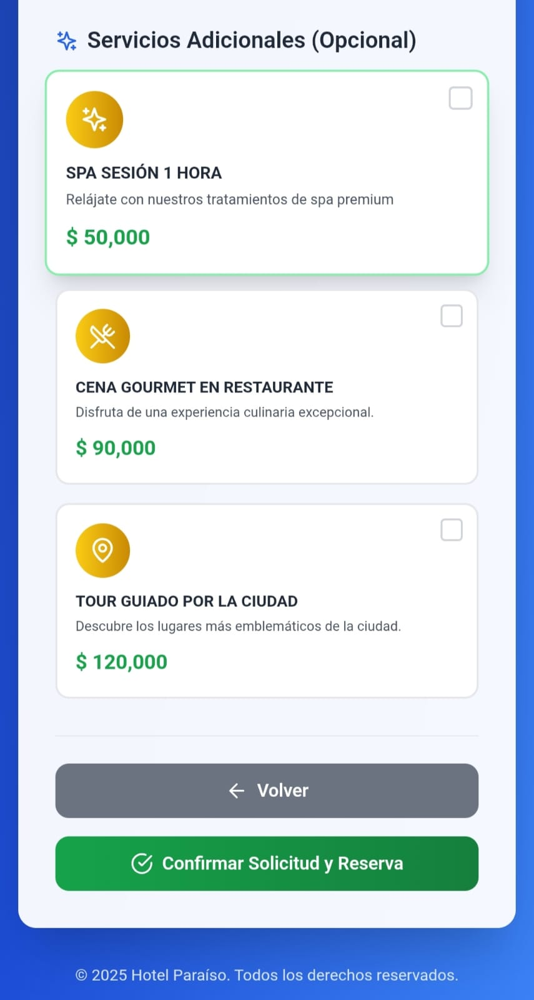 Servicios Adicionales (Opcional)
SPA SESIÓN 1 HORA
Relájate con nuestros tratamientos de spa premium
$ 50,000
CENA GOURMET EN RESTAURANTE
Disfruta de una experiencia culinaria excepcional.
$ 90,000
TOUR GUIADO POR LA CIUDAD
Descubre los lugares más emblemáticos de la ciudad.
$ 120,000
Volver
Confirmar Solicitud y Reserva
© 2025 Hotel Paraíso. Todos los derechos reservados.